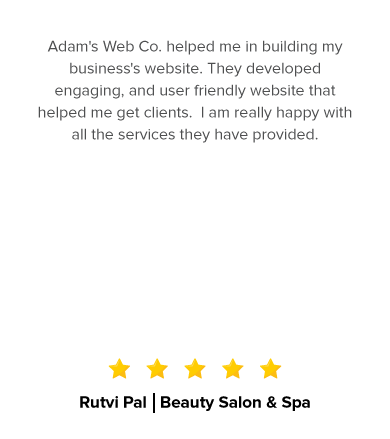 Adam's Web Co. helped me in building my
business's website. They developed
engaging, and user friendly website that
helped me get clients.  I am really happy with
all the services they have provided.
Rutvi Pal | Beauty Salon & Spa